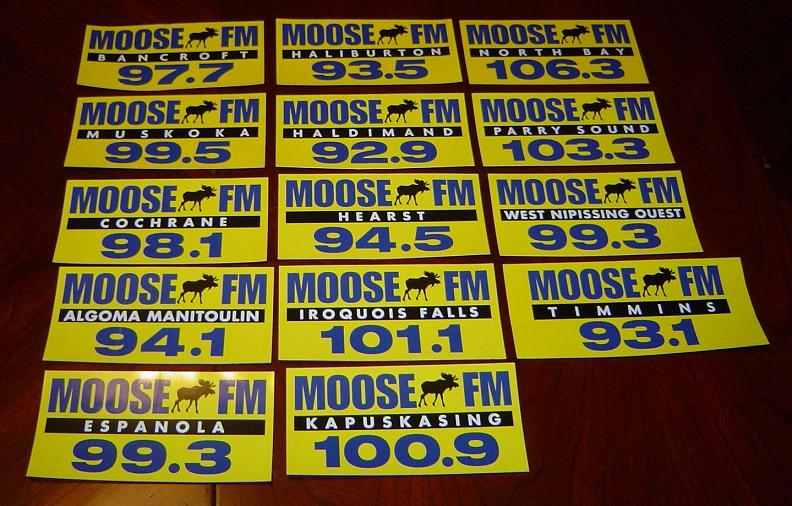 MOOSE FM
BANCROFT
97.7
MOOSE FM
HALIBURTON
93.5
MOOSE FM
NORTH BAY
106.3
MOOSE FM
MUSKOKA
99.5
MOOSE FM
HALDIMAND
92.9
MOOSE FM
PARRY SOUND
103.3
MOOSE FM
COCHRANE
98.1
MOOSE FM
HEARST
94.5
MOOSE FM
WEST NIPISSING OUEST
99.3
MOOSE FM
ALGOMA MANITOULIN
94.1
MOOSE FM
IROQUOIS FALLS
101.1
MOOSE FM
TIMMINS
93.1
MOOSE FM
ESPANOLA
99.3
MOOSE FM
KAPUSKASING
100.9